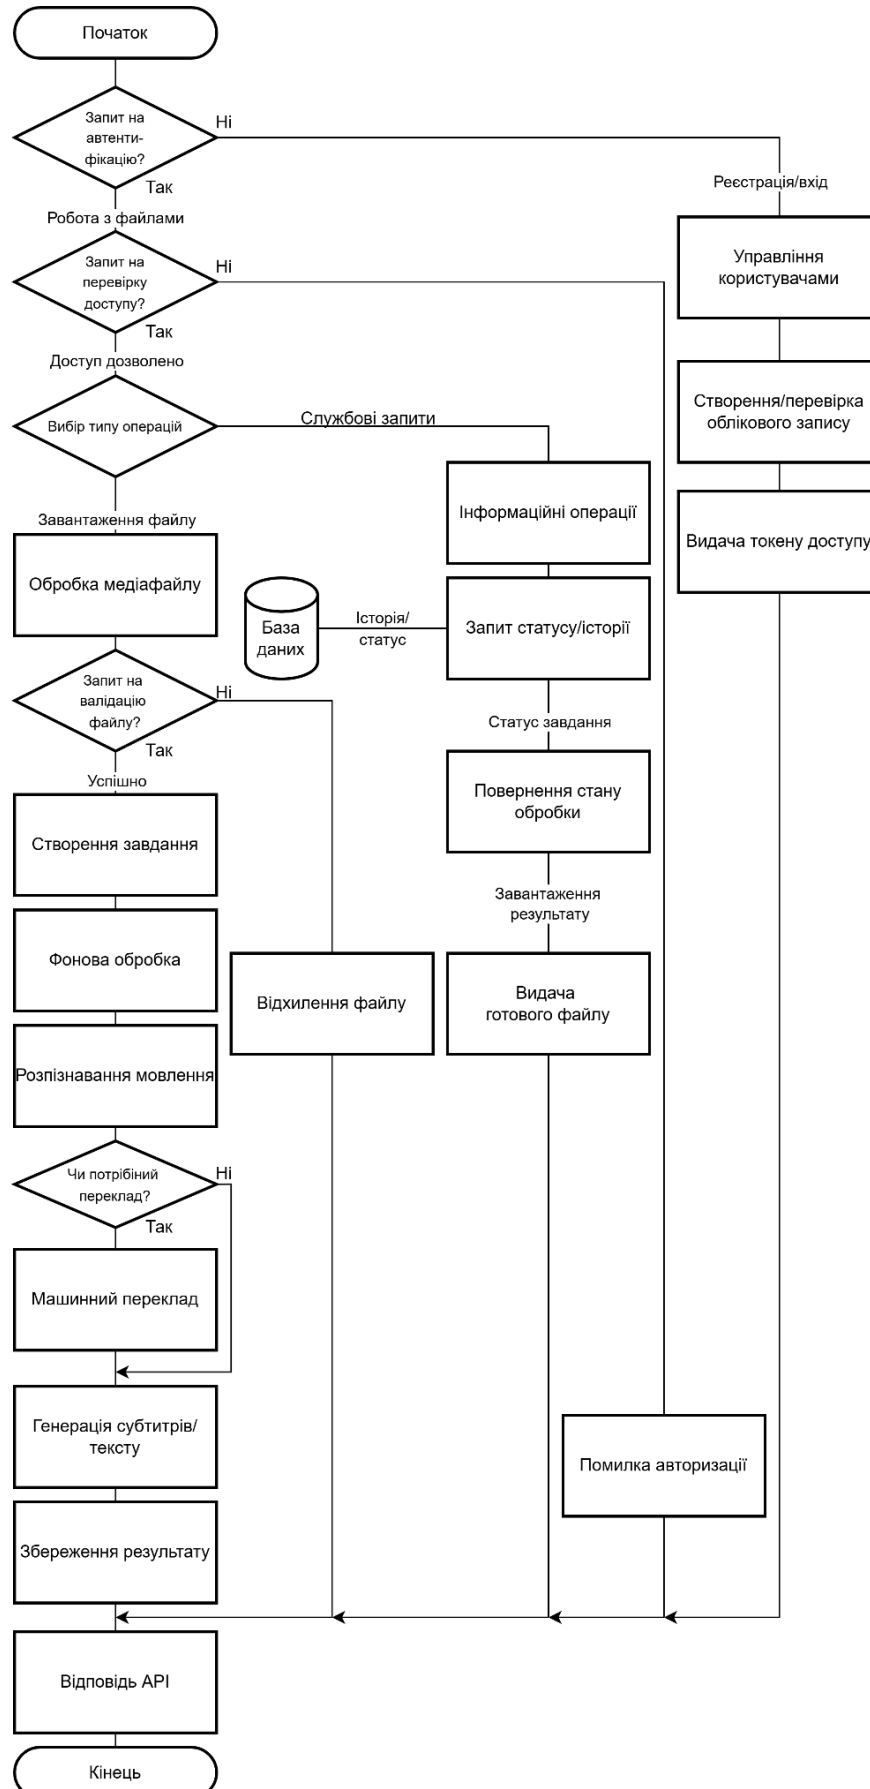 Початок
Запит на
автенти-
фікацію?
Ні
Так
Реєстрація/вхід
Робота з файлами
Управління
користувачами
Запит на
перевірку
доступу?
Ні
Так
Доступ дозволено
Створення/перевірка
облікового запису
Вибір типу операцій
Службові запити
Інформаційні операції
Видача токену доступу
Завантаження файлу
Обробка медіафайлу
База
даних
Історія/
статус
Запит статусу/історії
Запит на
валідацію
файлу?
Ні
Так
Статус завдання
Успішно
Повернення стану
обробки
Створення завдання
Завантаження
результату
Фонова обробка
Відхилення файлу
Видача
готового файлу
Розпізнавання мовлення
Чи потрібіний
переклад?
Ні
Так
Машинний переклад
Генерація субтитрів/
тексту
Помилка авторизації
Збереження результату
Відповідь API
Кінець